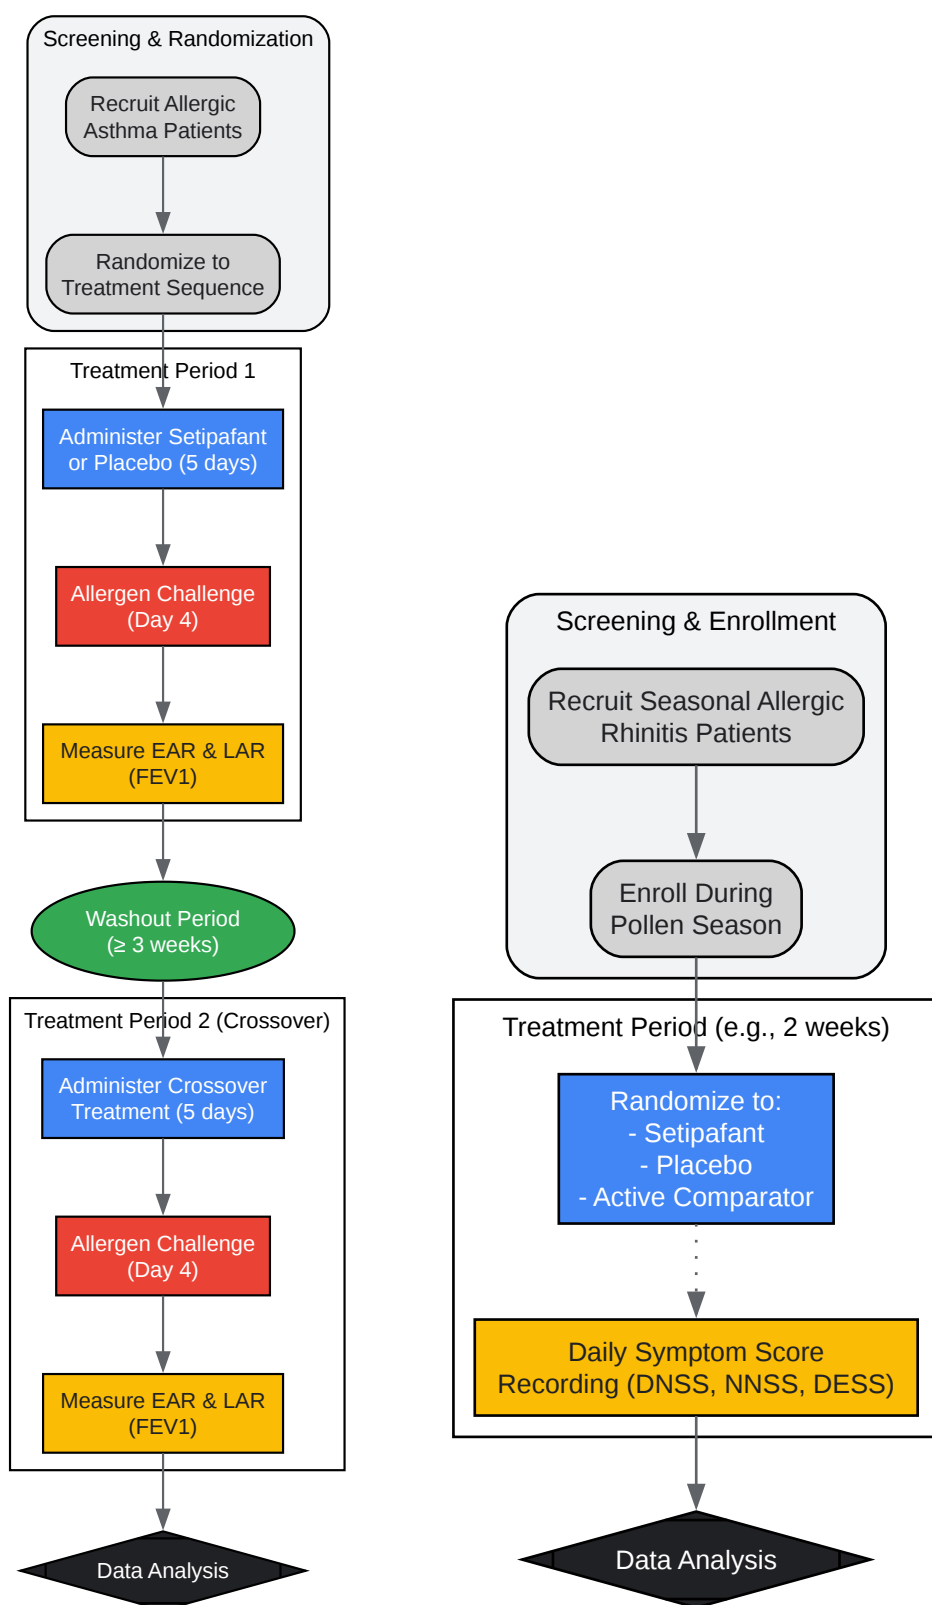 Screening & Randomization
Recruit Allergic
Asthma Patients
Randomize to
Treatment Sequence
Treatment Period 1
Administer Setipafant
or Placebo (5 days)
Allergen Challenge
(Day 4)
Measure EAR & LAR
(FEV1)
Washout Period
(≥ 3 weeks)
Treatment Period 2 (Crossover)
Administer Crossover
Treatment (5 days)
Allergen Challenge
(Day 4)
Measure EAR & LAR
(FEV1)
Data Analysis
Screening & Enrollment
Recruit Seasonal Allergic
Rhinitis Patients
Enroll During
Pollen Season
Treatment Period (e.g., 2 weeks)
Randomize to:
- Setipafant
- Placebo
- Active Comparator
Daily Symptom Score
Recording (DNSS, NNSS, DESS)
Data Analysis